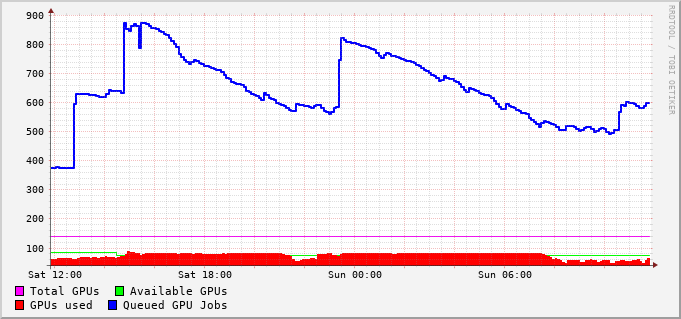 RRDTOOL / TOBI OETIKER
900
800
700
600
500
400
300
200
100
Sat 12:00 Sat 18:00 Sun 00:00 Sun 06:00
Total GPUs Available GPUs
GPUs used Queued GPU Jobs